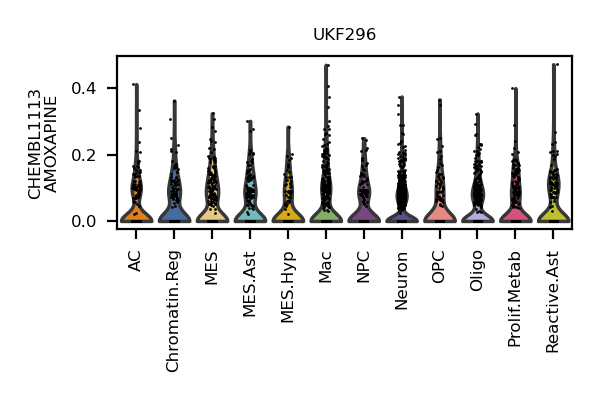 UKF296
CHEMBL1113
AMOXAPINE
0.4
0.2
0.0
AC
Chromatin.Reg
MES
MES.Ast
MES.Hyp
Mac
NPC
Neuron
OPC
Oligo
Prolif.Metab
Reactive.Ast